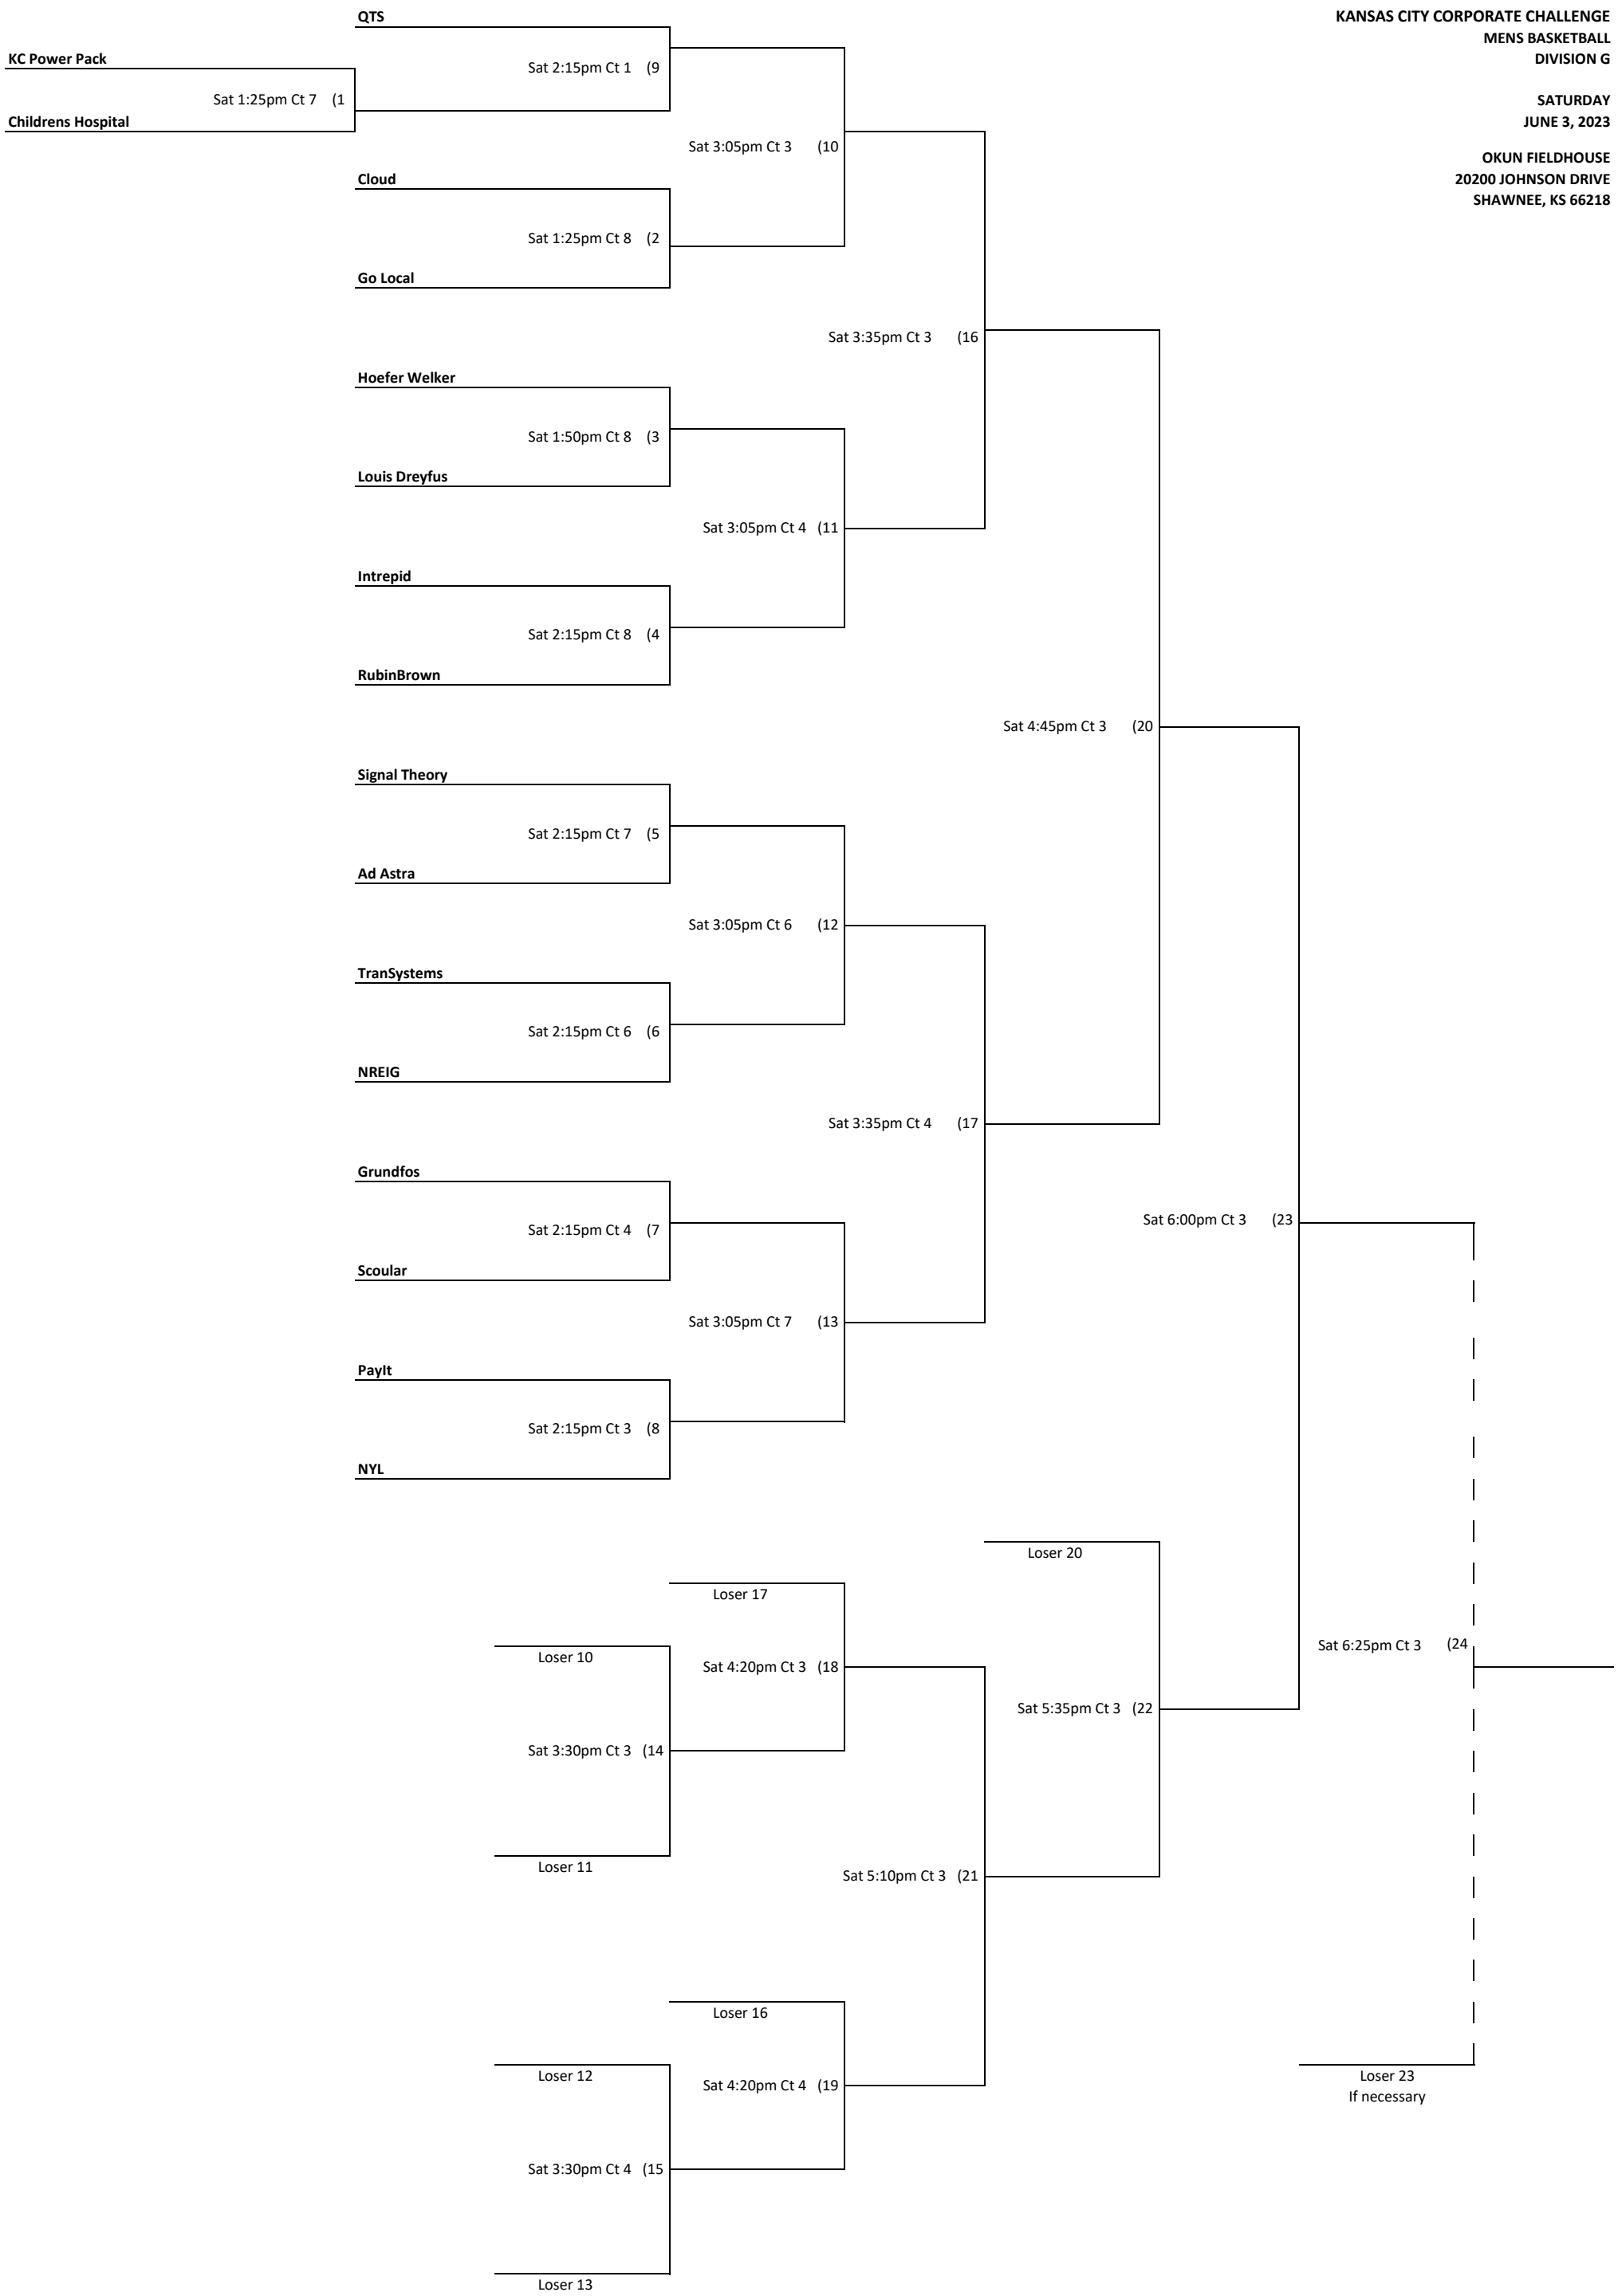 QTS
KANSAS CITY CORPORATE CHALLENGE
MENS BASKETBALL
DIVISION G
SATURDAY
JUNE 3, 2023
OKUN FIELDHOUSE
20200 JOHNSON DRIVE
SHAWNEE, KS 66218
KC Power Pack
Sat 2:15pm Ct 1 (9
Sat 1:25pm Ct 7 (1
Childrens Hospital
Sat 3:05pm Ct 3 (10
Cloud
Sat 1:25pm Ct 8 (2
Go Local
Sat 3:35pm Ct 3 (16
Hoefer Welker
Sat 1:50pm Ct 8 (3
Louis Dreyfus
Sat 3:05pm Ct 4 (11
Intrepid
Sat 2:15pm Ct 8 (4
RubinBrown
Sat 4:45pm Ct 3 (20
Signal Theory
Sat 2:15pm Ct 7 (5
Ad Astra
Sat 3:05pm Ct 6 (12
TranSystems
Sat 2:15pm Ct 6 (6
NREIG
Sat 3:35pm Ct 4 (17
Grundfos
Sat 6:00pm Ct 3 (23
Sat 2:15pm Ct 4 (7
Scoular
Sat 3:05pm Ct 7 (13
PayIt
Sat 2:15pm Ct 3 (8
NYL
Loser 20
Loser 17
Sat 6:25pm Ct 3 (24
Loser 10
Sat 4:20pm Ct 3 (18
Sat 5:35pm Ct 3 (22
Sat 3:30pm Ct 3 (14
Loser 11
Sat 5:10pm Ct 3 (21
Loser 16
Loser 12
Sat 4:20pm Ct 4 (19
Loser 23
If necessary
Sat 3:30pm Ct 4 (15
Loser 13